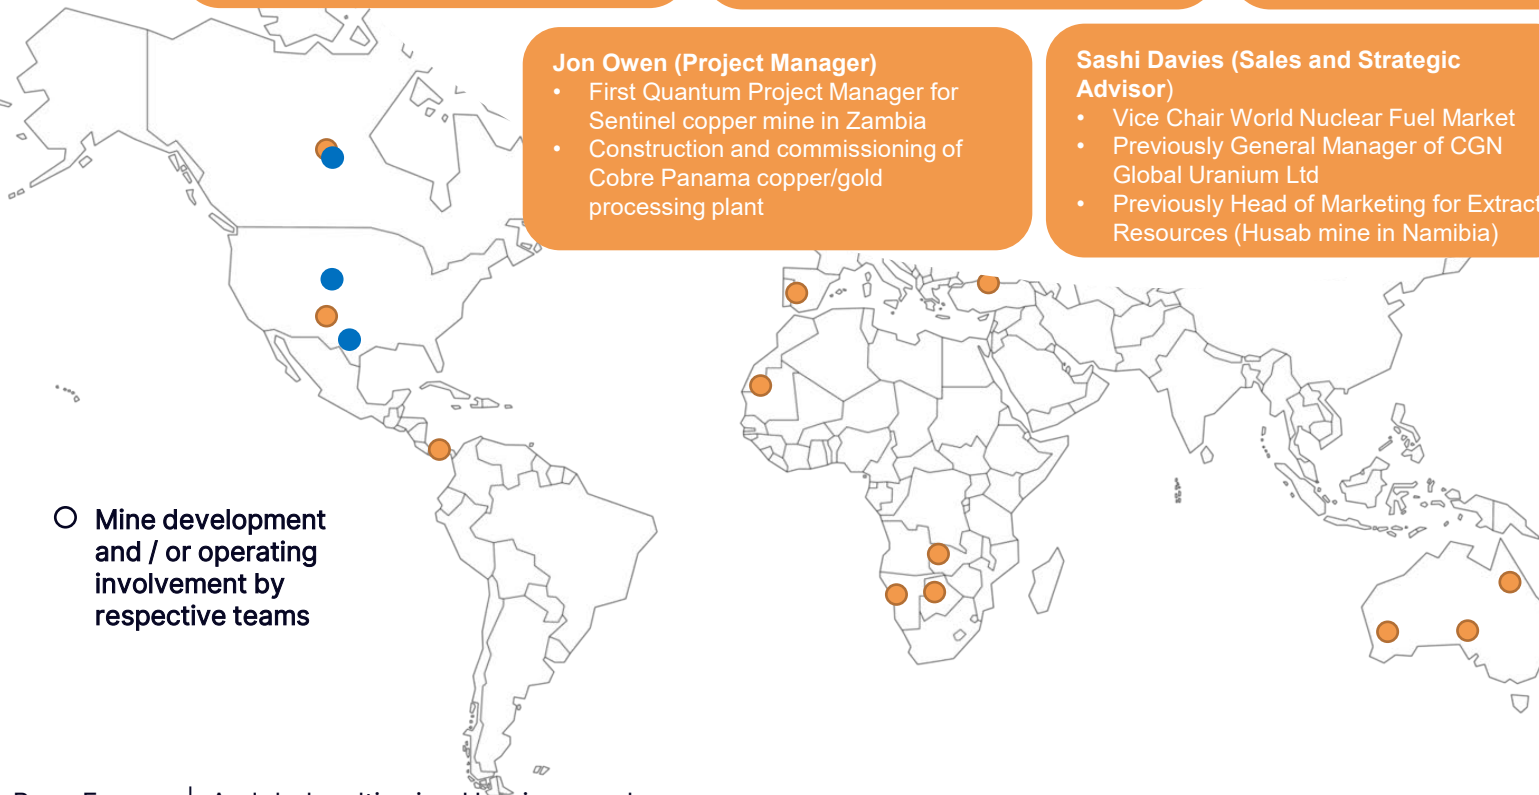 Jon Owen (Project Manager)
• First Quantum Project Manager for
Sentinel copper mine in Zambia
• Construction and commissioning of
Cobre Panama copper/gold
processing plant
Sashi Davies (Sales and Strategic
Advisor)
• Vice Chair World Nuclear Fuel Market
• Previously General Manager of CGN
Global Uranium Ltd
• Previously Head of Marketing for Extract
Resources (Husab mine in Namibia)
Mine development
and / or operating
involvement by
respective teams